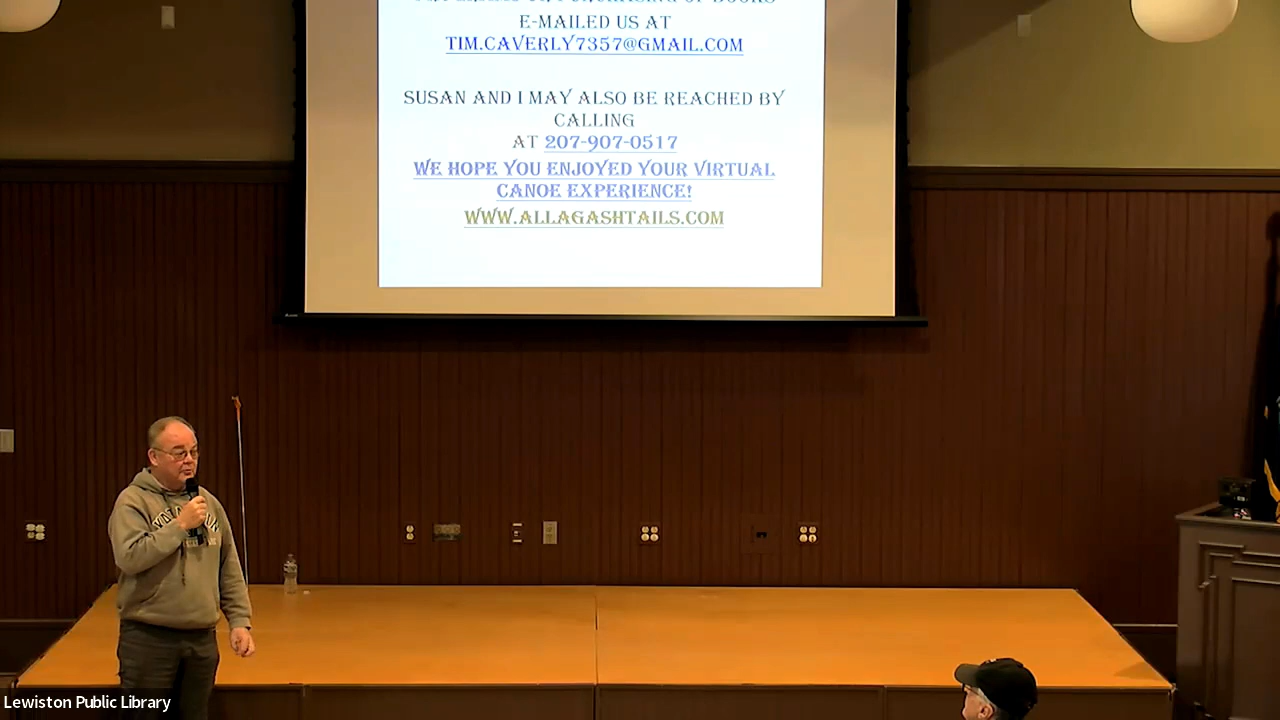 E-MAILED US AT
TIM.CAVERLY7357@GMAIL.COM
SUSAN AND I MAY ALSO BE REACHED BY
CALLING
AT 207-907-0517
WE HOPE YOU ENJOYED YOUR VIRTUAL
CANOE EXPERIENCE!
WWW.ALLAGASHTAILS.COM
Lewiston Public Library